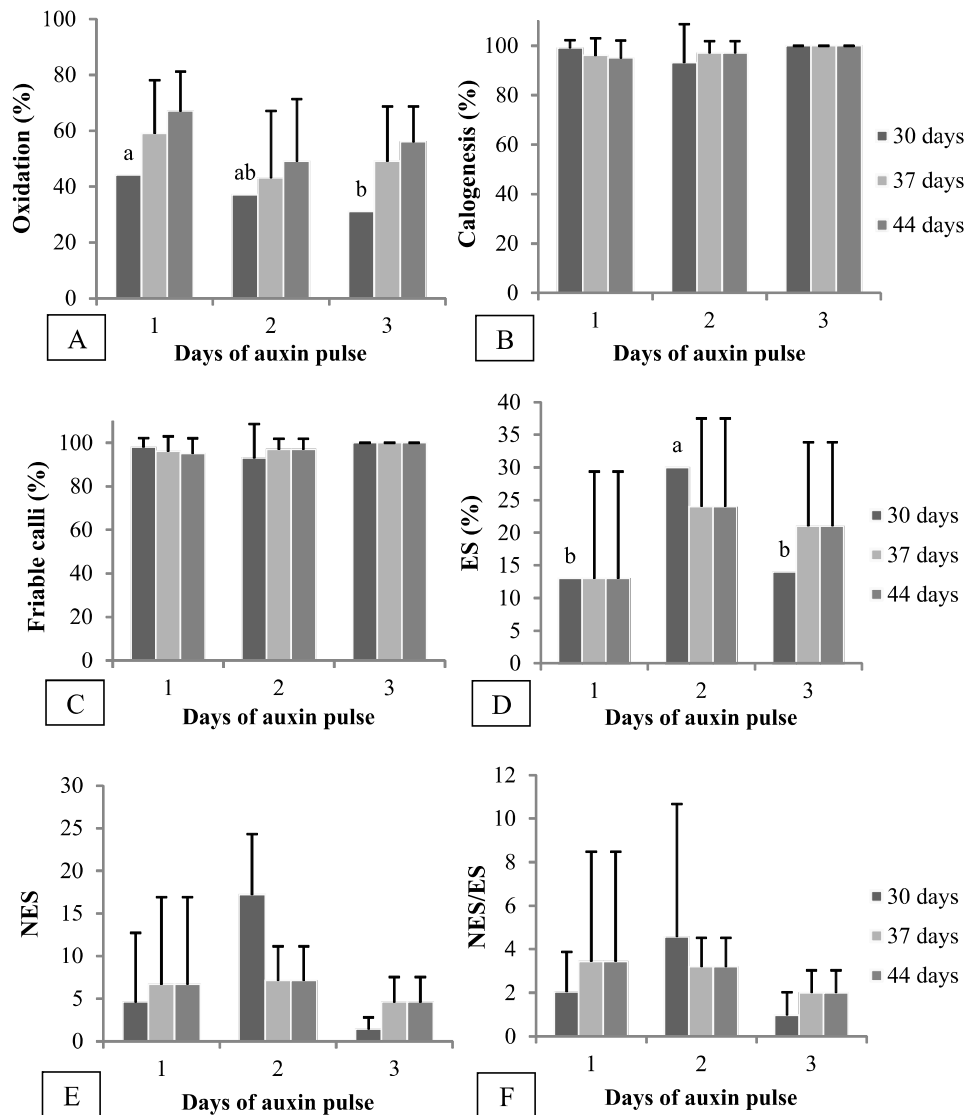 100
80
60
40
20
0
Oxidation (%)
a
ab
b
1
2
3
Days of auxin pulse
A
100
80
60
40
20
0
Calogenesis (%)
1
2
3
Days of auxin pulse
B
30 days
37 days
44 days
100
80
60
40
20
0
Friable calli (%)
1
2
3
Days of auxin pulse
C
40
35
30
25
20
15
10
5
0
ES (%)
b
a
b
1
2
3
Days of auxin pulse
D
30 days
37 days
44 days
30
25
20
15
10
5
0
NES
1
2
3
Days of auxin pulse
E
12
10
8
6
4
2
0
NES/ES
1
2
3
Days of auxin pulse
F
30 days
37 days
44 days